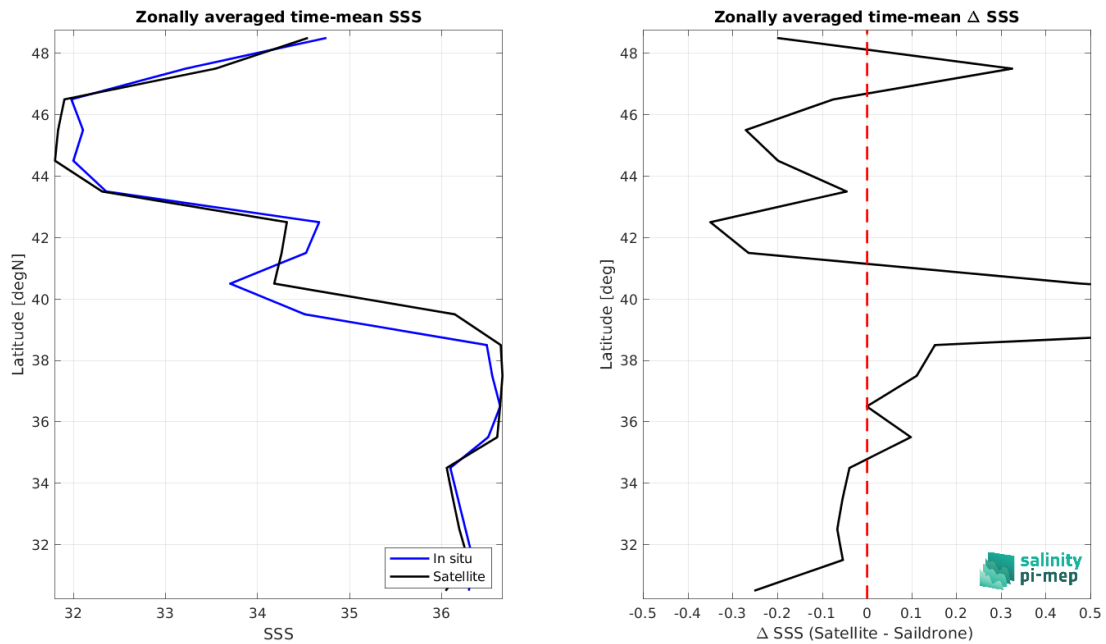 Zonally averaged time-mean SSS
48
46
44
42
40
38
36
34
32
Latitude [degN]
In situ
Satellite
32 33 34 35 36
SSS
Zonally averaged time-mean Δ SSS
48
46
44
42
40
38
36
34
32
Latitude [deg]
salinity
pi-mep
-0.5 -0.4 -0.3 -0.2 -0.1 0 0.1 0.2 0.3 0.4 0.5
Δ SSS (Satellite - Saildrone)